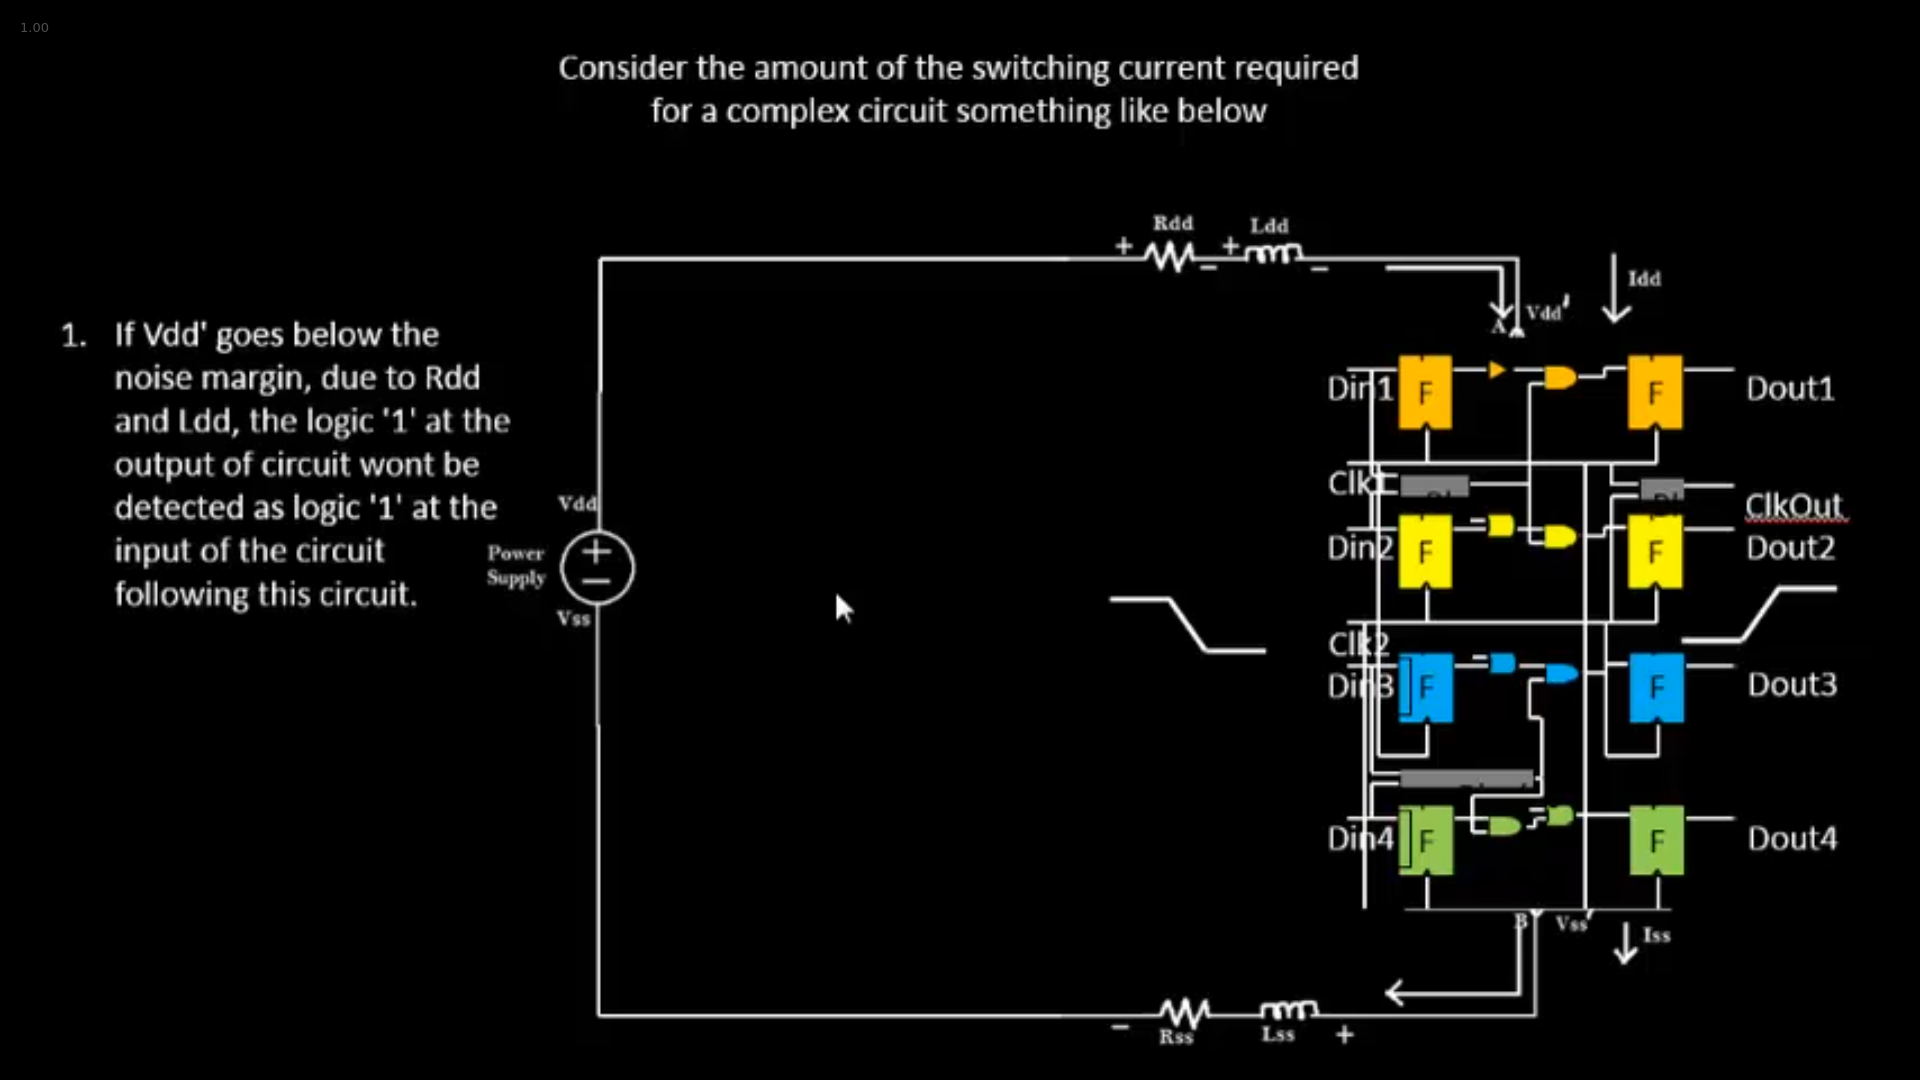 1.00
Consider the amount of the switching current required
for a complex circuit something like below
Rdd
Ldd
+
+
−
−
Idd
Vdd'
A
1. If Vdd' goes below the
noise margin, due to Rdd
and Ldd, the logic '1' at the
output of circuit wont be
detected as logic '1' at the
input of the circuit
following this circuit.
Vdd
Power
Supply
+
−
Vss
Din1
F
F
Dout1
Clk1
ClkOut
Din2
F
F
Dout2
Clk2
Din3
F
F
Dout3
Din4
F
F
Dout4
B
Vss'
Iss
−
Rss
Lss
+